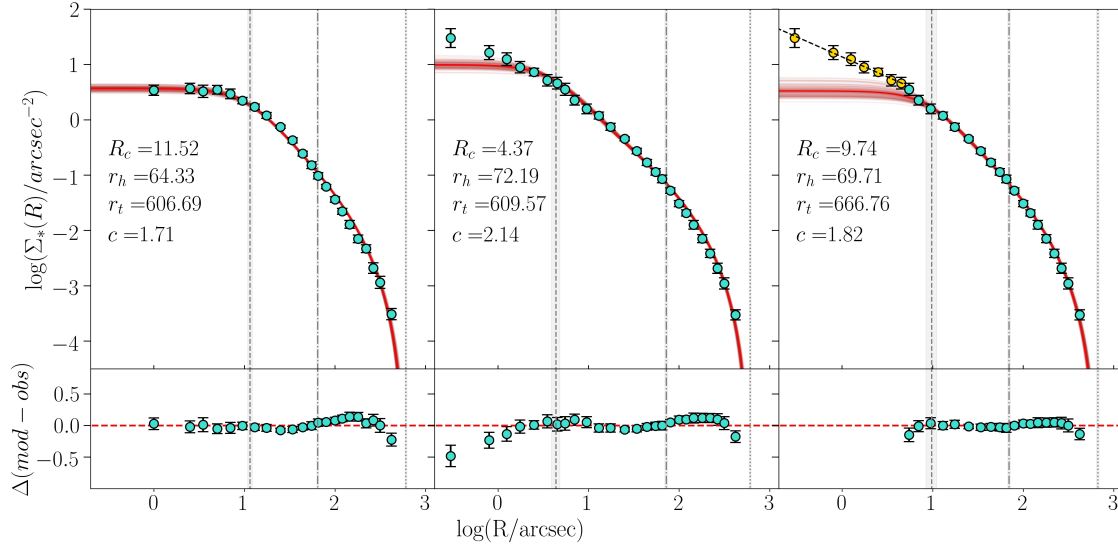 2
1
0
−1
−2
−3
−4
log(Σ*(R)/arcsec⁻²)
R_c =11.52
r_h =64.33
r_t =606.69
c =1.71
R_c =4.37
r_h =72.19
r_t =609.57
c =2.14
R_c =9.74
r_h =69.71
r_t =666.76
c =1.82
0.5
0.0
−0.5
Δ(mod − obs)
0 1 2 3 0 1 2 3 0 1 2 3
log(R/arcsec)